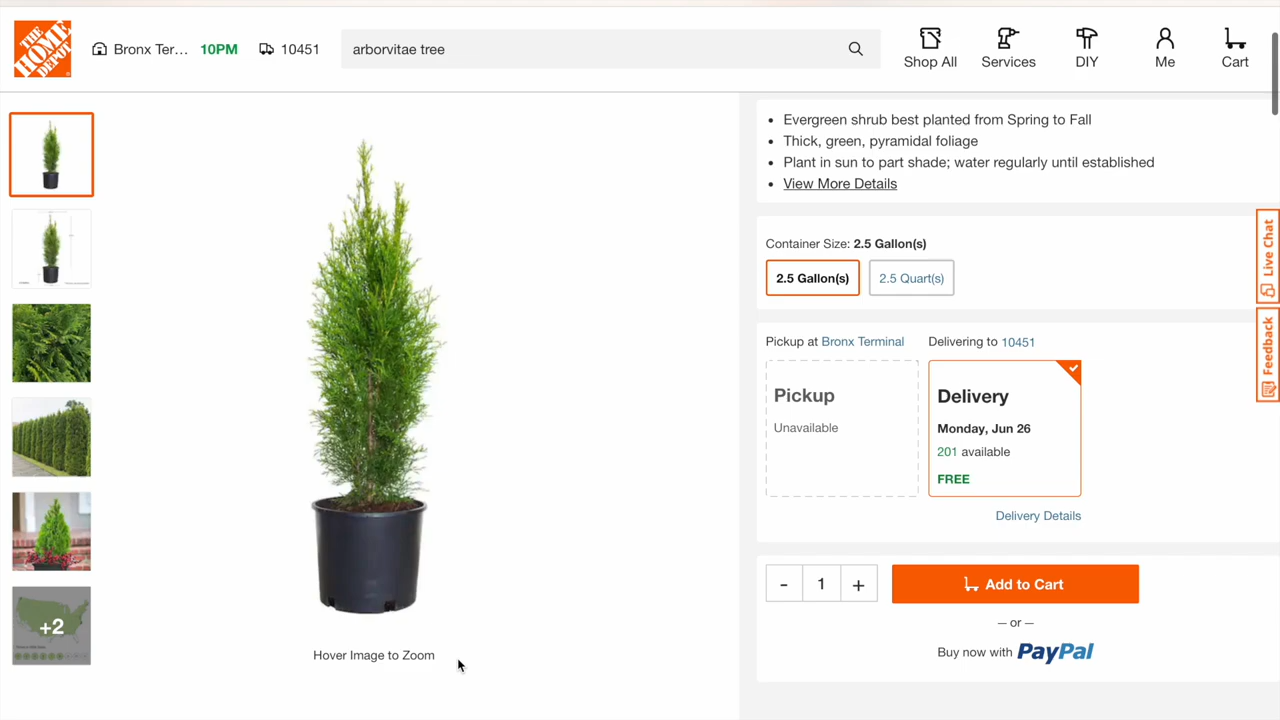 THE HOME DEPOT
Bronx Ter... 10PM 10451
arborvitae tree
Shop All Services DIY Me Cart
Evergreen shrub best planted from Spring to Fall
Thick, green, pyramidal foliage
Plant in sun to part shade; water regularly until established
View More Details
Container Size: 2.5 Gallon(s)
2.5 Gallon(s) 2.5 Quart(s)
Pickup at Bronx Terminal Delivering to 10451
Pickup
Unavailable
Delivery
Monday, Jun 26
201 available
FREE
Delivery Details
- 1 + Add to Cart
— or —
Buy now with PayPal
+2
Hover Image to Zoom
Live Chat
Feedback